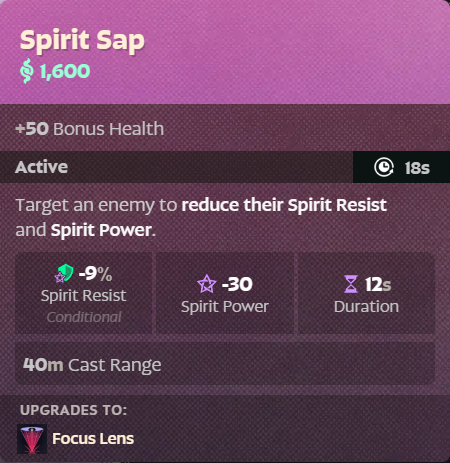 Spirit Sap
1,600
+50 Bonus Health
Active 18s
Target an enemy to reduce their Spirit Resist
and Spirit Power.
-9% -30 12s
Spirit Resist Spirit Power Duration
Conditional
40m Cast Range
UPGRADES TO:
Focus Lens